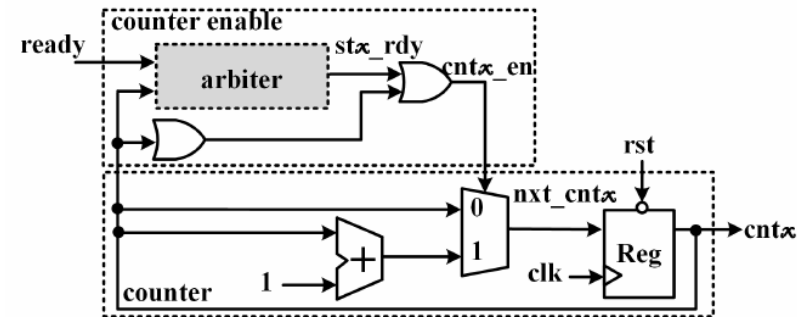 counter enable
ready
stx_rdy
arbiter
cntx_en
rst
0
nxt_cntx
1
+
Reg
cntx
1
clk
counter